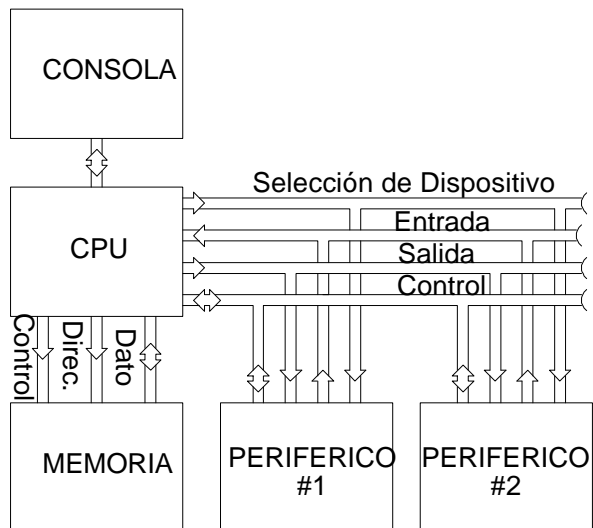 CONSOLA
Selección de Dispositivo
CPU
Entrada
Salida
Control
Control
Direc.
Dato
MEMORIA
PERIFERICO
#1
PERIFERICO
#2